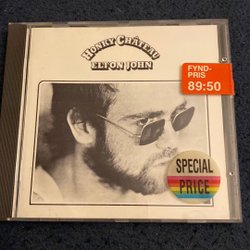 HONKY CHÂTEAU
ELTON JOHN
FYND-
PRIS
89:50
SPECIAL
PRICE